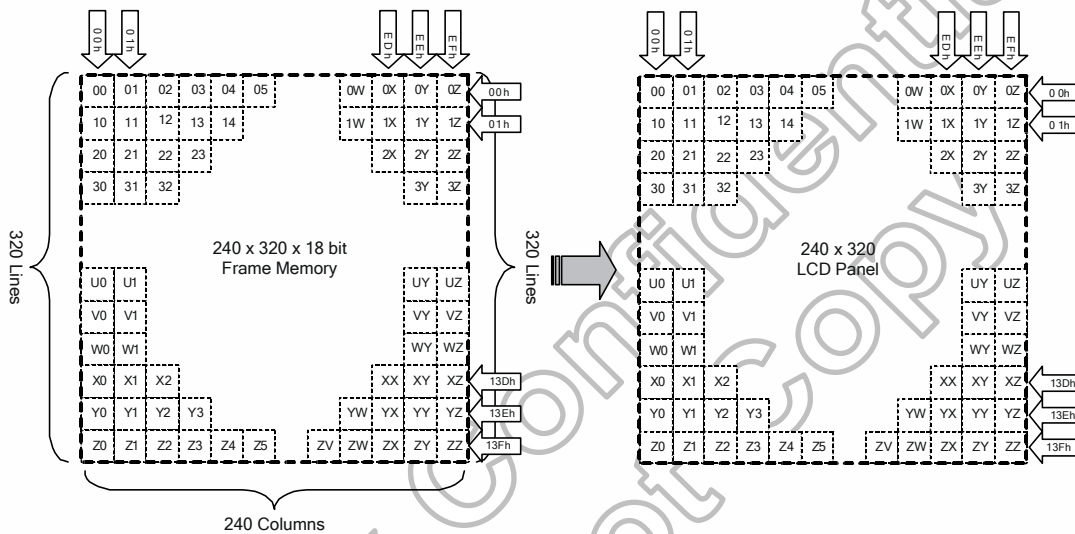 00h 01h EDh EEh EFh 00h 01h EDh EEh EFh
00 01 02 03 04 05 0W 0X 0Y 0Z 00h 00 01 02 03 04 05 0W 0X 0Y 0Z 00h
10 11 12 13 14 1W 1X 1Y 1Z 01h 10 11 12 13 14 1W 1X 1Y 1Z 01h
20 21 22 23 2X 2Y 2Z 20 21 22 23 2X 2Y 2Z
30 31 32 3Y 3Z 30 31 32 3Y 3Z
320 Lines
240 x 320 x 18 bit
Frame Memory
320 Lines
240 x 320
LCD Panel
U0 U1 UY UZ U0 U1 UY UZ
V0 V1 VY VZ V0 V1 VY VZ
W0 W1 WY WZ W0 W1 WY WZ
X0 X1 X2 XX XY XZ 13Dh X0 X1 X2 XX XY XZ 13Dh
Y0 Y1 Y2 Y3 YW YX YY YZ 13Eh Y0 Y1 Y2 Y3 YW YX YY YZ 13Eh
Z0 Z1 Z2 Z3 Z4 Z5 ZV ZW ZX ZY ZZ 13Fh Z0 Z1 Z2 Z3 Z4 Z5 ZV ZW ZX ZY ZZ 13Fh
240 Columns
Copy